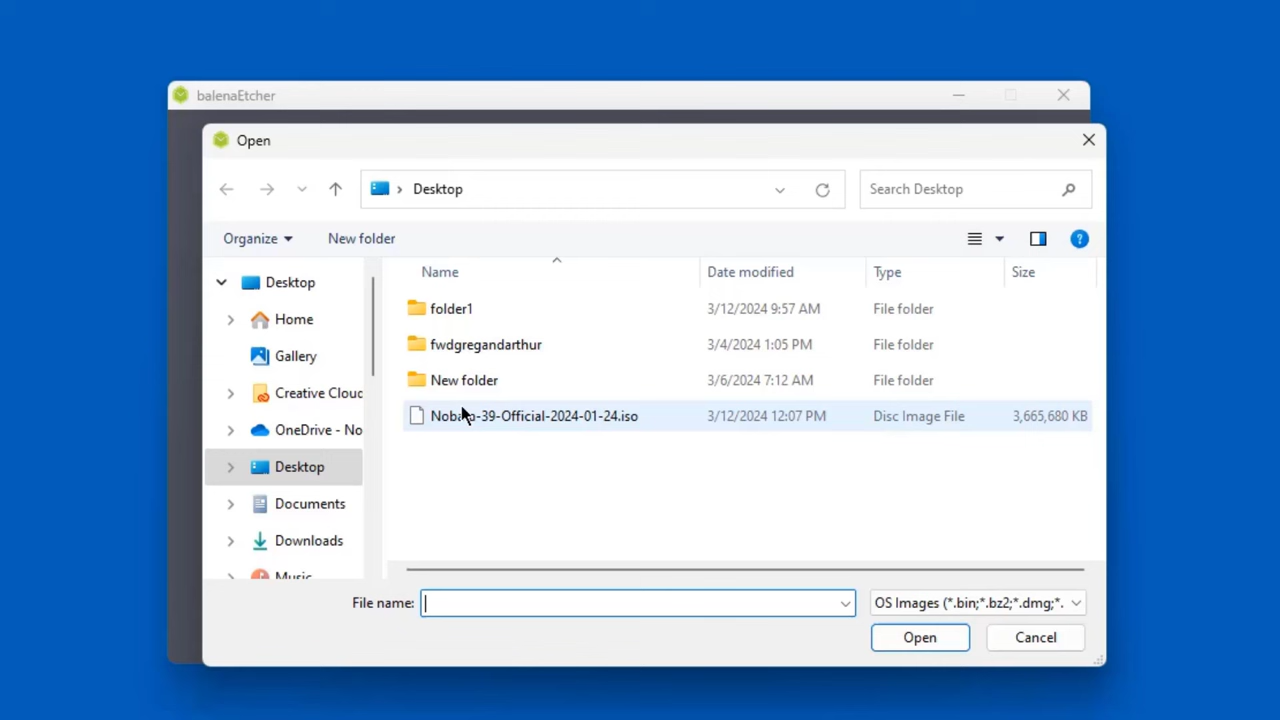 balenaEtcher
Open
Desktop
Search Desktop
Organize
New folder
Name Date modified Type Size
Desktop
Home
Gallery
Creative Cloud
OneDrive - No
Desktop
Documents
Downloads
Music
folder1 3/12/2024 9:57 AM File folder
fwdgregandarthur 3/4/2024 1:05 PM File folder
New folder 3/6/2024 7:12 AM File folder
-39-Official-2024-01-24.iso 3/12/2024 12:07 PM Disc Image File 3,665,680 KB
File name:
OS Images (*.bin;*.bz2;*.dmg;*.
Open
Cancel